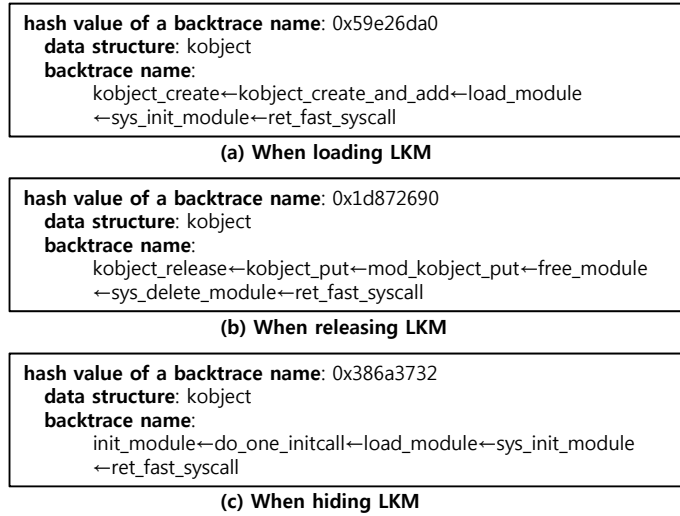 hash value of a backtrace name: 0x59e26da0
data structure: kobject
backtrace name:
kobject_create←kobject_create_and_add←load_module
←sys_init_module←ret_fast_syscall
(a) When loading LKM
hash value of a backtrace name: 0x1d872690
data structure: kobject
backtrace name:
kobject_release←kobject_put←mod_kobject_put←free_module
←sys_delete_module←ret_fast_syscall
(b) When releasing LKM
hash value of a backtrace name: 0x386a3732
data structure: kobject
backtrace name:
init_module←do_one_initcall←load_module←sys_init_module
←ret_fast_syscall
(c) When hiding LKM